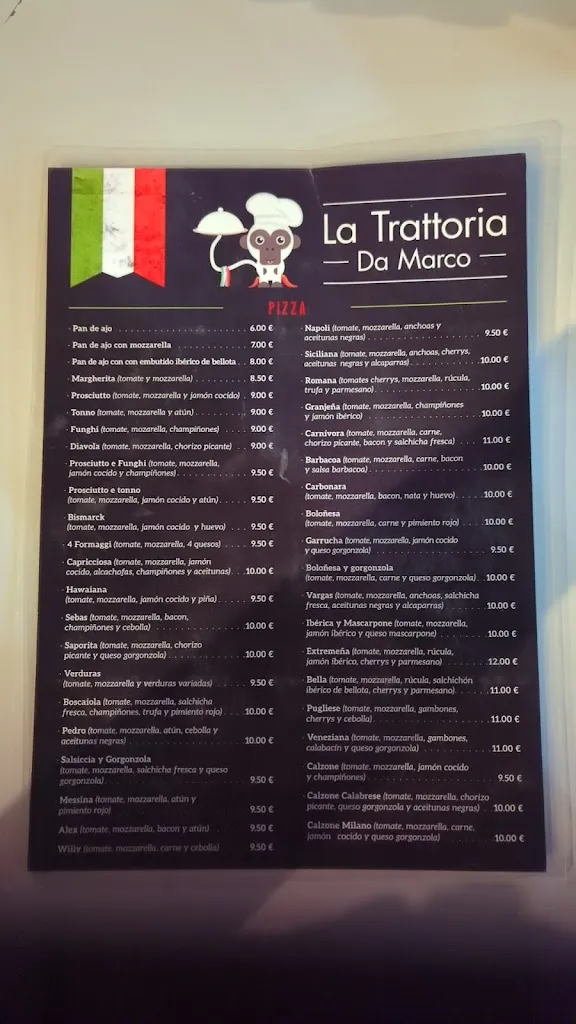 La Trattoria
Da Marco
PIZZA
· Pan de ajo . . . 6.00 €
· Pan de ajo con mozzarella . . . 7.00 €
· Pan de ajo con con embutido ibérico de bellota . 8.00 €
· Margherita (tomate y mozzarella) . . . 8.50 €
· Prosciutto (tomate, mozzarella y jamón cocido) . 9.00 €
· Tonno (tomate, mozzarella y atún) . . . 9.00 €
· Funghi (tomate, mozarella, champiñones) . . . 9.00 €
· Diavola (tomate, mozzarella, chorizo picante) . . . 9.00 €
· Prosciutto e Funghi (tomate, mozzarella,
jamón cocido y champiñones) . . . 9.50 €
· Prosciutto e tonno
(tomate, mozzarella, jamón cocido y atún) . . . 9.50 €
· Bismarck
(tomate, mozzarella, jamón cocido y huevo) . . . 9.50 €
· 4 Formaggi (tomate, mozzarella, 4 quesos) . . . 9.50 €
· Capricciosa (tomate, mozzarella, jamón
cocido, alcachofas, champiñones y aceitunas) . . . 10.00 €
· Hawaiana
(tomate, mozzarella, jamón cocido y piña) . . . 9.50 €
· Sebas (tomate, mozzarella, bacon,
champiñones y cebolla) . . . 10.00 €
· Saporita (tomate, mozzarella, chorizo
picante y queso gorgonzola) . . . 10.00 €
· Verduras
(tomate, mozzarella y verduras variadas) . . . 9.50 €
· Boscaiola (tomate, mozzarella, salchicha
fresca, champiñones, trufa y pimiento rojo) . . . 10.00 €
· Pedro (tomate, mozzarella, atún, cebolla y
aceitunas negras) . . . 10.00 €
· Salsiccia y Gorgonzola
(tomate, mozzarella, salchicha fresca y queso
gorgonzola) . . . 9.50 €
· Messina (tomate, mozzarella, atún y
pimiento rojo) . . . 9.50 €
· Alex (tomate, mozzarella, bacon y atún) . . . 9.50 €
· Willy (tomate, mozzarella, carne y cebolla) . . . 9.50 €
· Napoli (tomate, mozzarella, anchoas y
aceitunas negras) . . . 9.50 €
· Siciliana (tomate, mozzarella, anchoas, cherrys,
aceitunas negras y alcaparras) . . . 10.00 €
· Romana (tomates cherrys, mozzarella, rúcula,
trufa y parmesano) . . . 10.00 €
· Granjeña (tomate, mozzarella, champiñones
y jamón ibérico) . . . 10.00 €
· Carnivora (tomate, mozzarella, carne,
chorizo picante, bacon y salchicha fresca) . . . 11.00 €
· Barbacoa (tomate, mozzarella, carne, bacon
y salsa barbacoa) . . . 10.00 €
· Carbonara
(tomate, mozzarella, bacon, nata y huevo) . . . 10.00 €
· Boloñesa
(tomate, mozzarella, carne y pimiento rojo) . . . 10.00 €
· Garrucha (tomate, mozzarella, jamón cocido
y queso gorgonzola) . . . 9.50 €
· Boloñesa y gorgonzola
(tomate, mozzarella, carne y queso gorgonzola) . 10.00 €
· Vargas (tomate, mozzarella, anchoas, salchicha
fresca, aceitunas negras y alcaparras) . . . 10.00 €
· Ibérica y Mascarpone (tomate, mozzarella,
jamón ibérico y queso mascarpone) . . . 10.00 €
· Extremeña (tomate, mozzarella, rúcula,
jamón ibérico, cherrys y parmesano) . . . 12.00 €
· Bella (tomate, mozzarella, rúcula, salchichón
ibérico de bellota, cherrys y parmesano) . . . 11.00 €
· Pugliese (tomate, mozzarella, gambones,
cherrys y cebolla) . . . 11.00 €
· Veneziana (tomate, mozzarella, gambones,
calabacín y queso gorgonzola) . . . 11.00 €
· Calzone (tomate, mozzarella, jamón cocido
y champiñones) . . . 9.50 €
· Calzone Calabrese (tomate, mozzarella, chorizo
picante, queso gorgonzola y aceitunas negras) . 10.00 €
· Calzone Milano (tomate, mozzarella, carne,
jamón cocido y queso gorgonzola) . . . 10.00 €